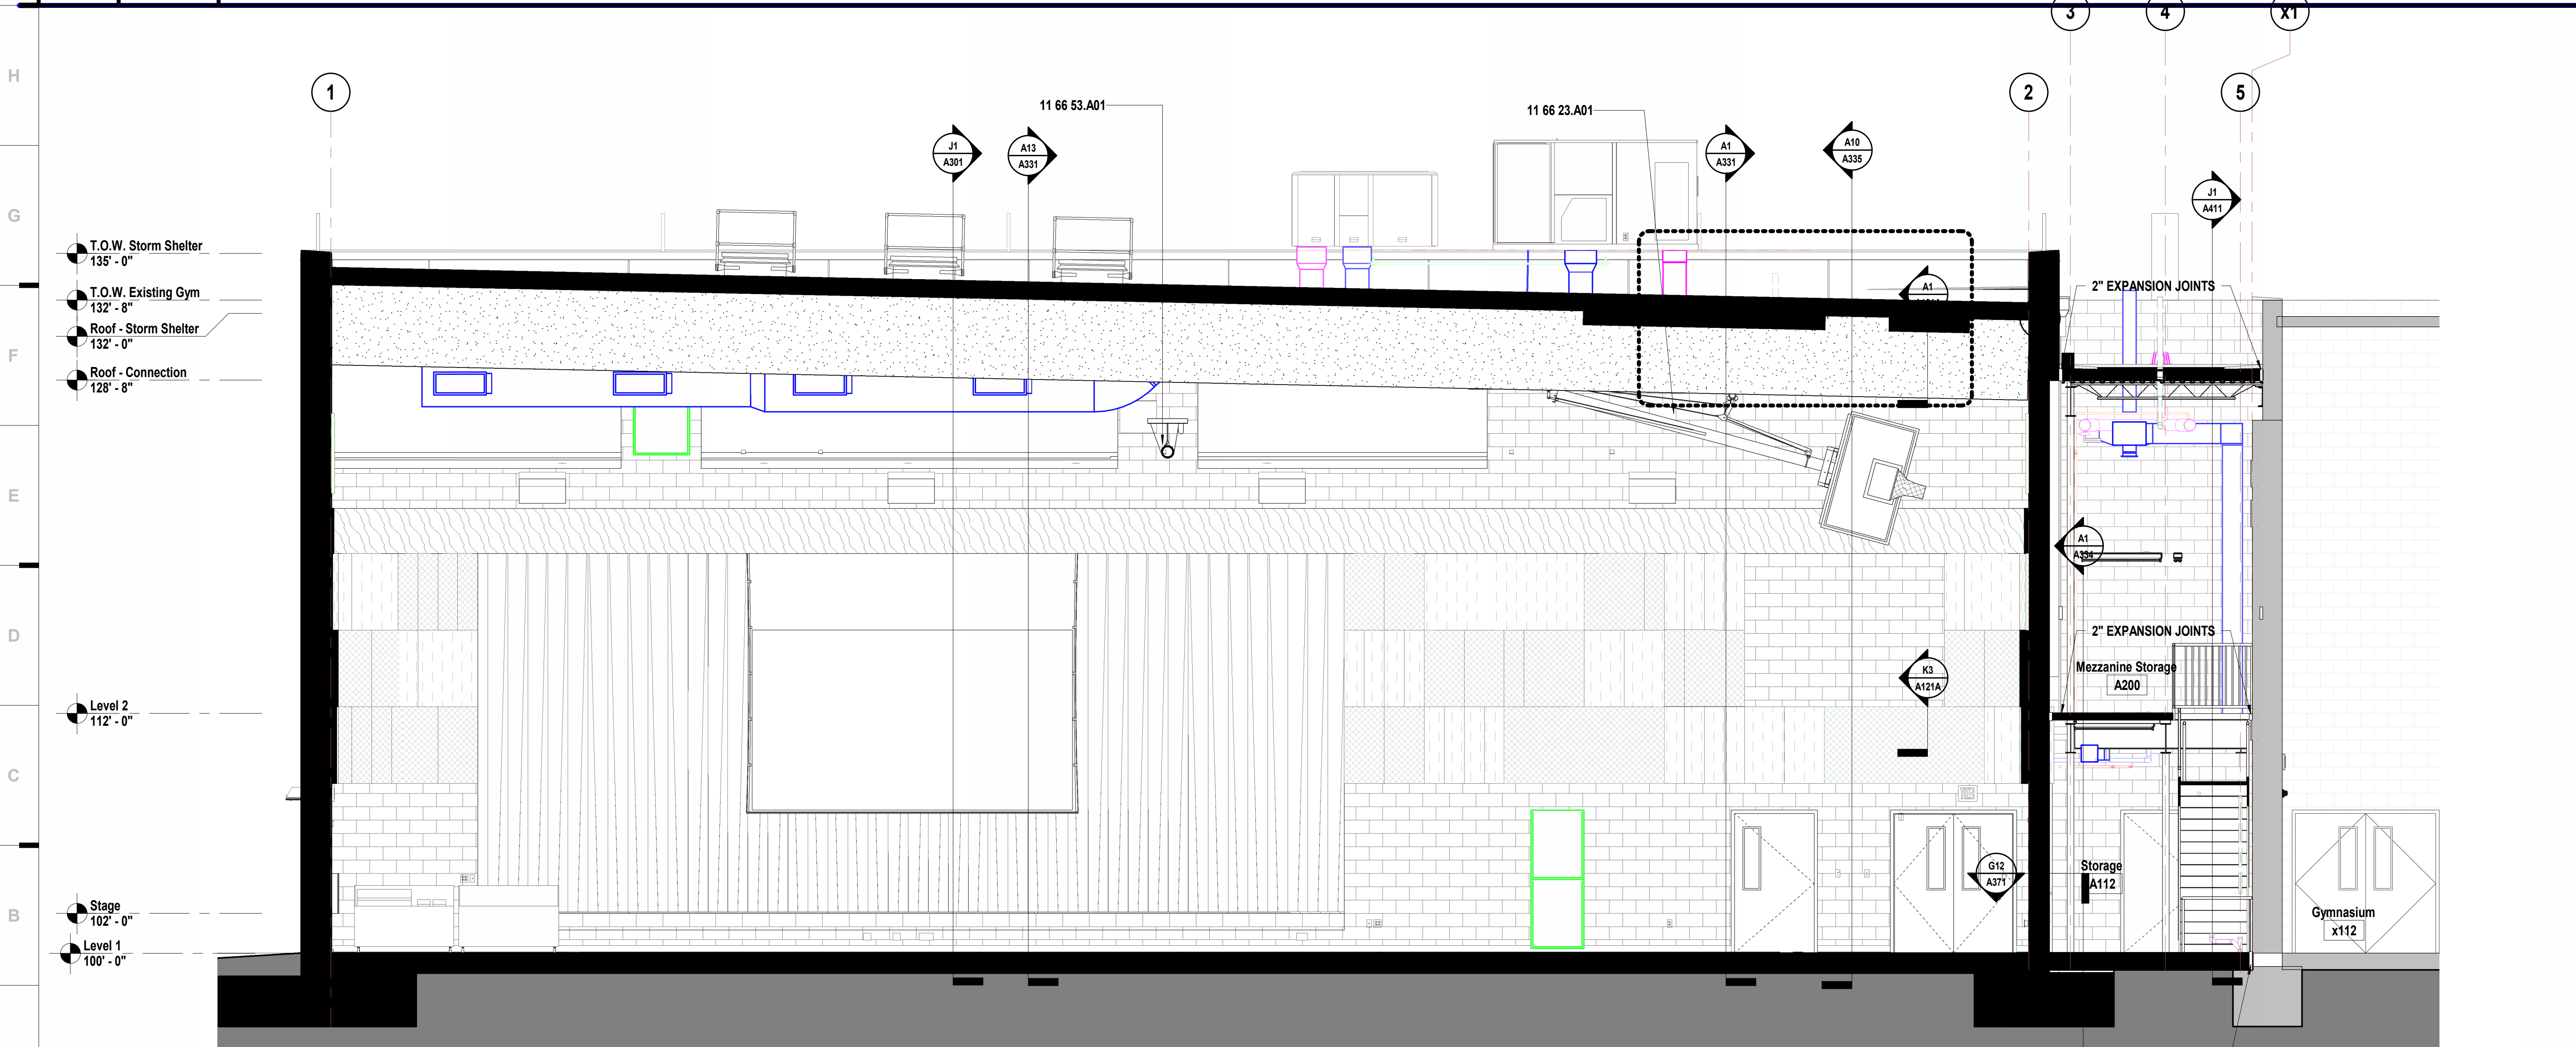 3
4
x1
H
1
2
5
11 66 53.A01
11 66 23.A01
J1
A301
A13
A331
A1
A331
A10
A335
J1
A411
G
T.O.W. Storm Shelter
135' - 0"
T.O.W. Existing Gym
132' - 8"
Roof - Storm Shelter
132' - 0"
Roof - Connection
128' - 8"
A1
2" EXPANSION JOINTS
F
E
A1
A334
D
2" EXPANSION JOINTS
Mezzanine Storage
A200
K3
A121A
Level 2
112' - 0"
C
Storage
A112
G12
A371
B
Stage
102' - 0"
Gymnasium
x112
Level 1
100' - 0"